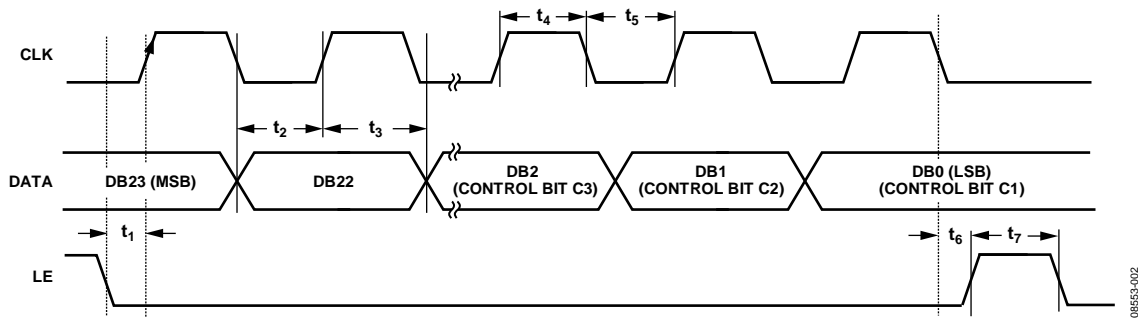 t4
t5
CLK
t2
t3
DATA
DB23 (MSB)
DB22
DB2
(CONTROL BIT C3)
DB1
(CONTROL BIT C2)
DB0 (LSB)
(CONTROL BIT C1)
t1
t6
t7
LE
08553-002